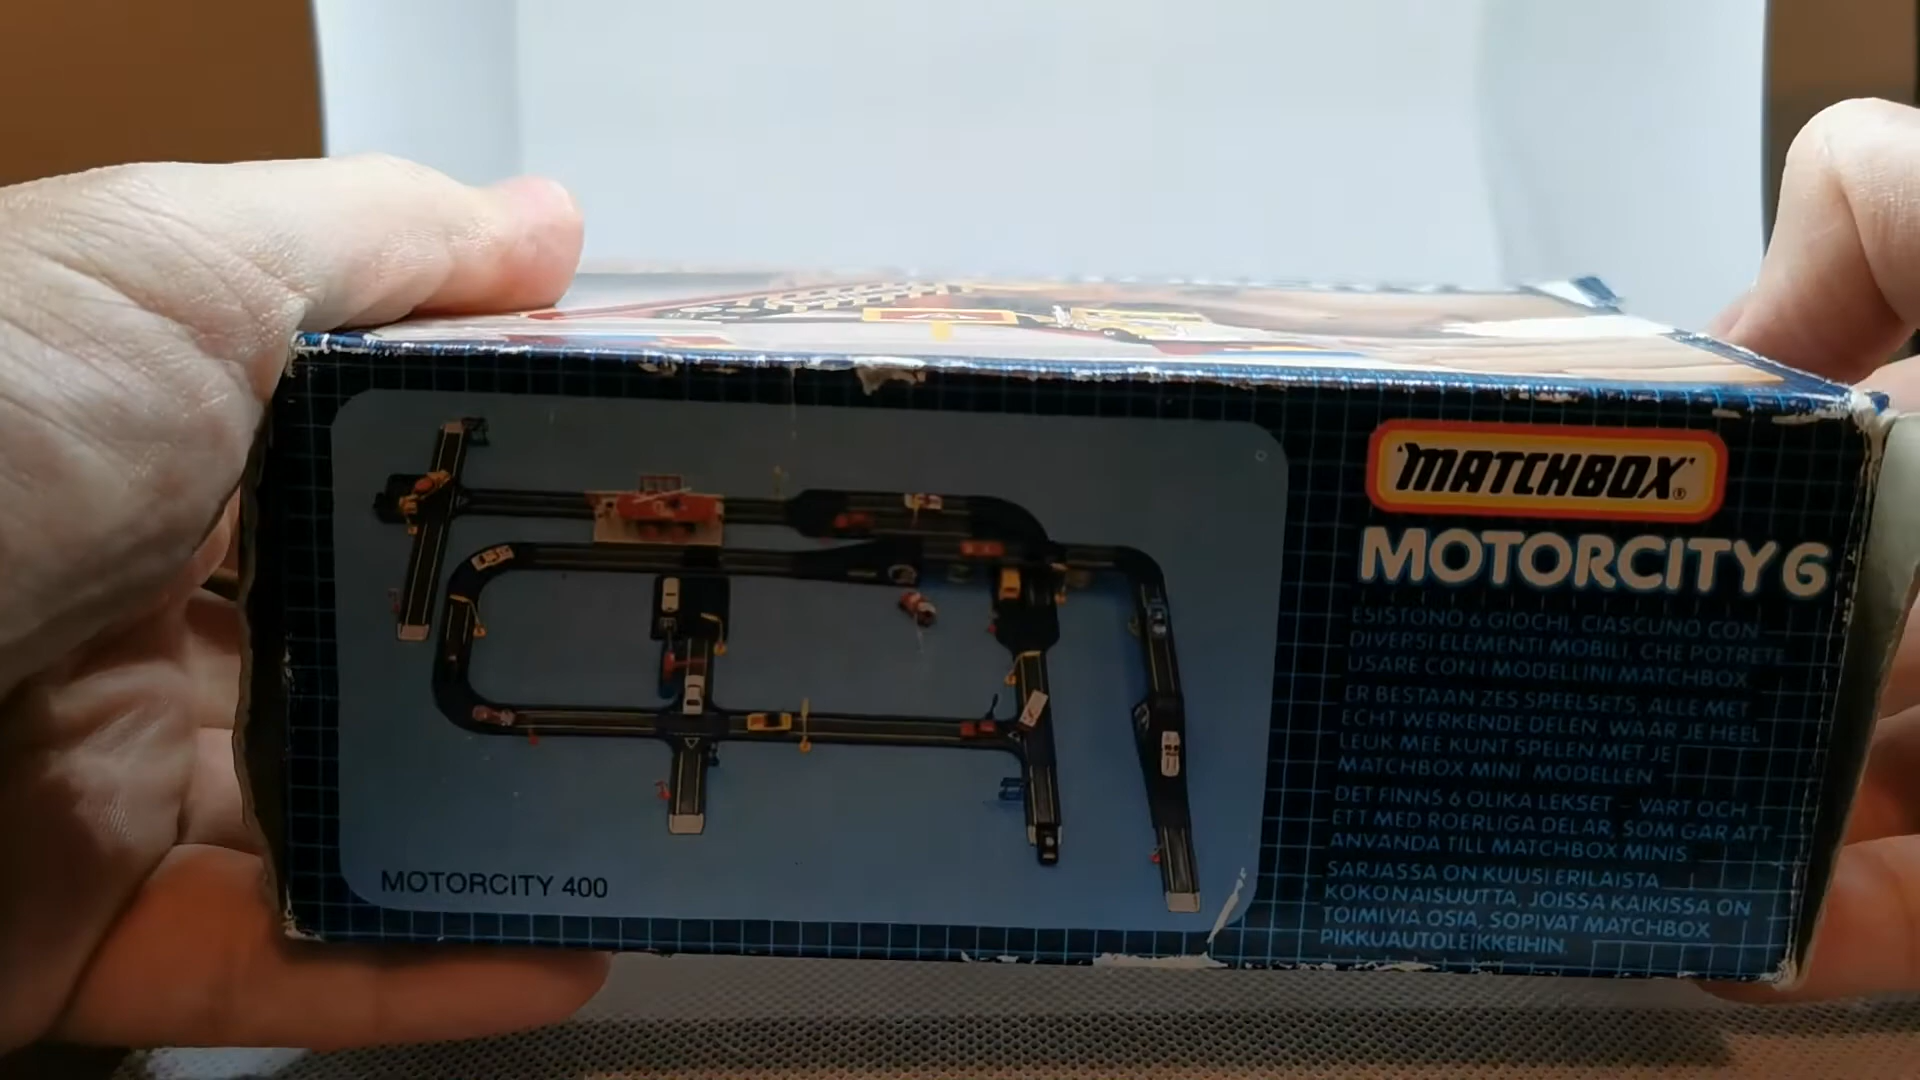 MATCHBOX®
MOTORCITY 6
ESISTONO 6 GIOCHI, CIASCUNO CON
DIVERSI ELEMENTI MOBILI, CHE POTRETE
USARE CON I MODELLINI MATCHBOX
ER BESTAAN ZES SPEELSETS, ALLE MET
ECHT WERKENDE DELEN, WAAR JE HEEL
LEUK MEE KUNT SPELEN MET JE
MATCHBOX MINI MODELLEN
DET FINNS 6 OLIKA LEKSET – VART OCH
ETT MED ROERLIGA DELAR, SOM GAR ATT
ANVANDA TILL MATCHBOX MINIS
SARJASSA ON KUUSI ERILAISTA
KOKONAISUUTTA, JOISSA KAIKISSA ON
TOIMIVIA OSIA, SOPIVAT MATCHBOX
PIKKUAUTOLEIKKEIHIN.
MOTORCITY 400